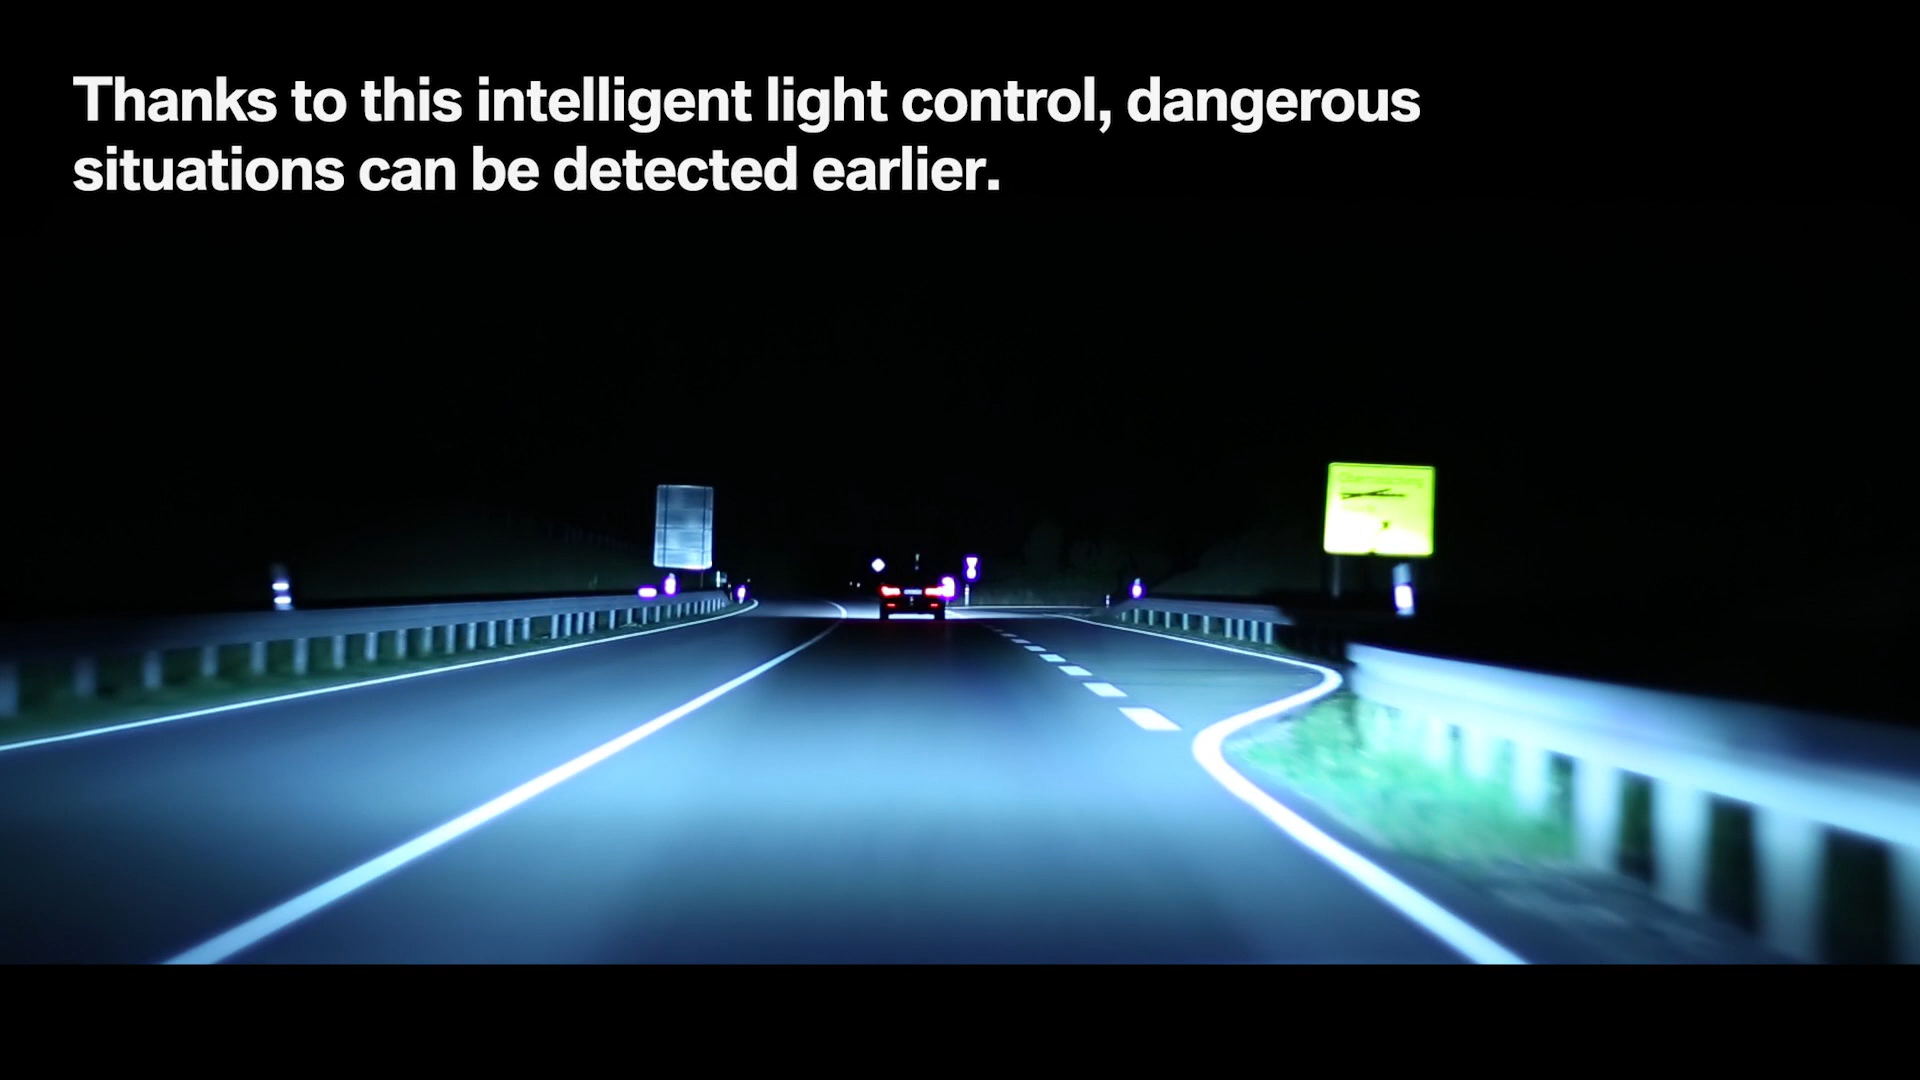 Thanks to this intelligent light control, dangerous
situations can be detected earlier.